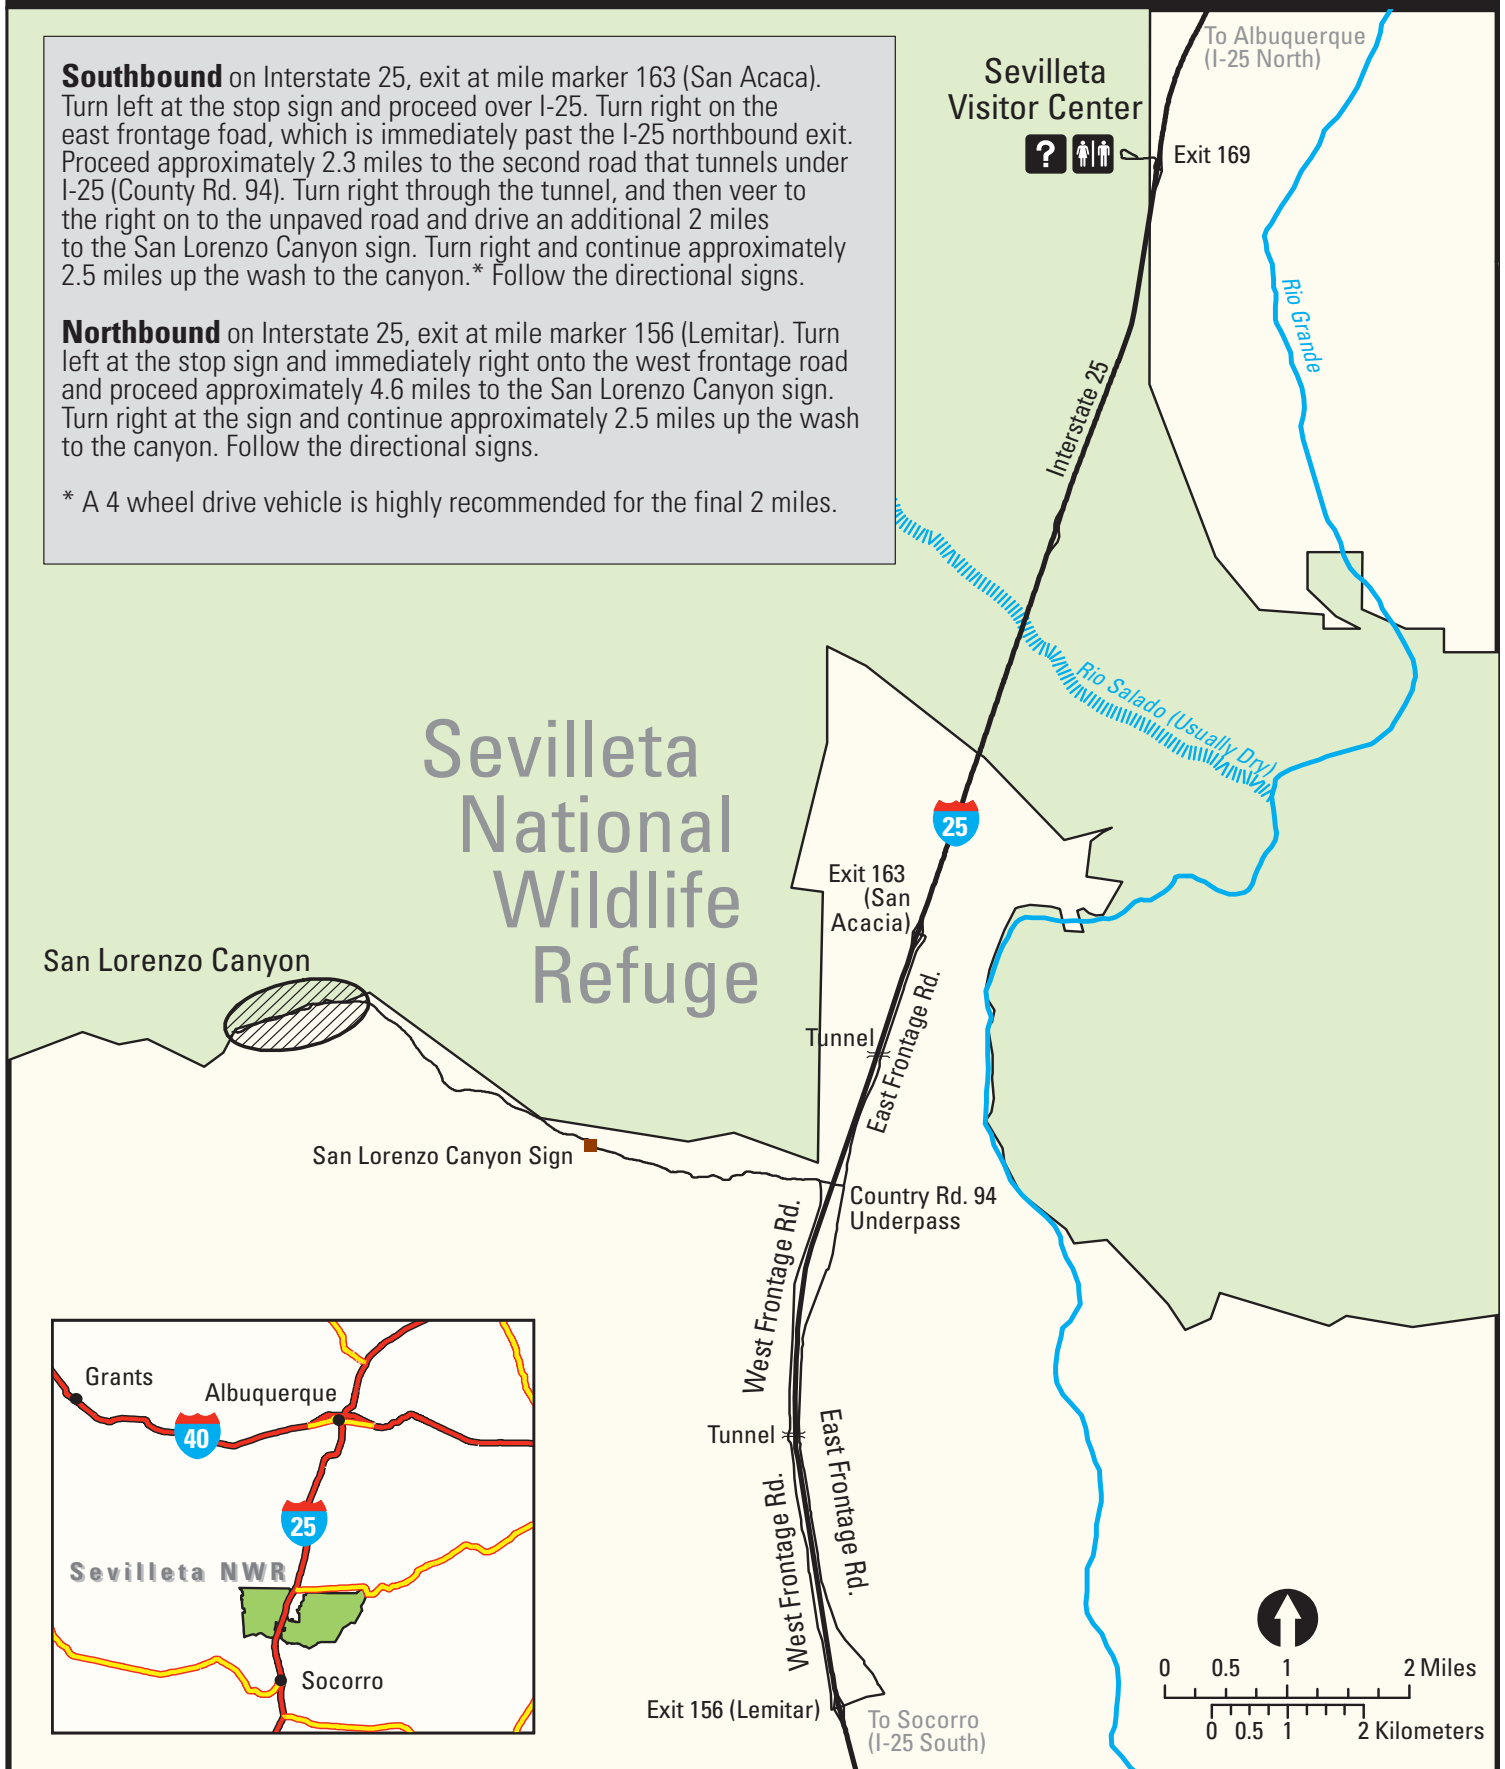 Southbound on Interstate 25, exit at mile marker 163 (San Acaca).
Turn left at the stop sign and proceed over I-25. Turn right on the
east frontage foad, which is immediately past the I-25 northbound exit.
Proceed approximately 2.3 miles to the second road that tunnels under
I-25 (County Rd. 94). Turn right through the tunnel, and then veer to
the right on to the unpaved road and drive an additional 2 miles
to the San Lorenzo Canyon sign. Turn right and continue approximately
2.5 miles up the wash to the canyon.* Follow the directional signs.
Northbound on Interstate 25, exit at mile marker 156 (Lemitar). Turn
left at the stop sign and immediately right onto the west frontage road
and proceed approximately 4.6 miles to the San Lorenzo Canyon sign.
Turn right at the sign and continue approximately 2.5 miles up the wash
to the canyon. Follow the directional signs.
* A 4 wheel drive vehicle is highly recommended for the final 2 miles.
To Albuquerque
(I-25 North)
Sevilleta
Visitor Center
?
Exit 169
Rio Grande
Interstate 25
Rio Salado (Usually Dry)
Sevilleta
National
Wildlife
Refuge
25
Exit 163
(San
Acacia)
San Lorenzo Canyon
Tunnel
East Frontage Rd.
San Lorenzo Canyon Sign
Country Rd. 94
Underpass
West Frontage Rd.
Tunnel
East Frontage Rd.
West Frontage Rd.
Exit 156 (Lemitar)
To Socorro
(I-25 South)
Grants
Albuquerque
40
25
Sevilleta NWR
Socorro
0 0.5 1 2 Miles
0 0.5 1 2 Kilometers